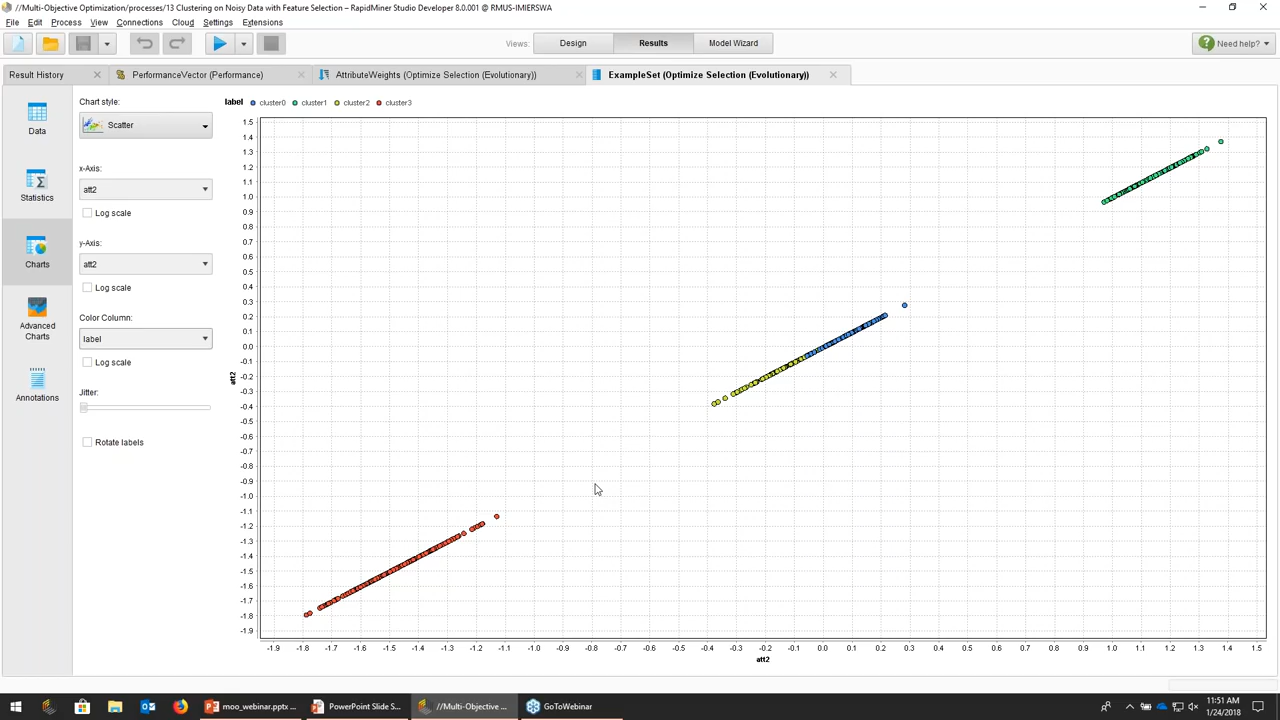 //Multi-Objective Optimization/processes/13 Clustering on Noisy Data with Feature Selection – RapidMiner Studio Developer 8.0.001 @ RMUS-IMIERSWA
File Edit Process View Connections Cloud Settings Extensions
Views: Design Results Model Wizard Need help?
Result History PerformanceVector (Performance) AttributeWeights (Optimize Selection (Evolutionary)) ExampleSet (Optimize Selection (Evolutionary))
Data
Statistics
Charts
Advanced
Charts
Annotations
Chart style:
Scatter
x-Axis:
att2
Log scale
y-Axis:
att2
Log scale
Color Column:
label
Log scale
Jitter:
Rotate labels
label cluster0 cluster1 cluster2 cluster3
1.5
1.4
1.3
1.2
1.1
1.0
0.9
0.8
0.7
0.6
0.5
0.4
0.3
0.2
0.1
0.0
-0.1
-0.2
-0.3
-0.4
-0.5
-0.6
-0.7
-0.8
-0.9
-1.0
-1.1
-1.2
-1.3
-1.4
-1.5
-1.6
-1.7
-1.8
-1.9
att2
-1.9 -1.8 -1.7 -1.6 -1.5 -1.4 -1.3 -1.2 -1.1 -1.0 -0.9 -0.8 -0.7 -0.6 -0.5 -0.4 -0.3 -0.2 -0.1 0.0 0.1 0.2 0.3 0.4 0.5 0.6 0.7 0.8 0.9 1.0 1.1 1.2 1.3 1.4 1.5
att2
moo_webinar.pptx ... PowerPoint Slide S... //Multi-Objective ... GoToWebinar
11:51 AM
1/24/2018